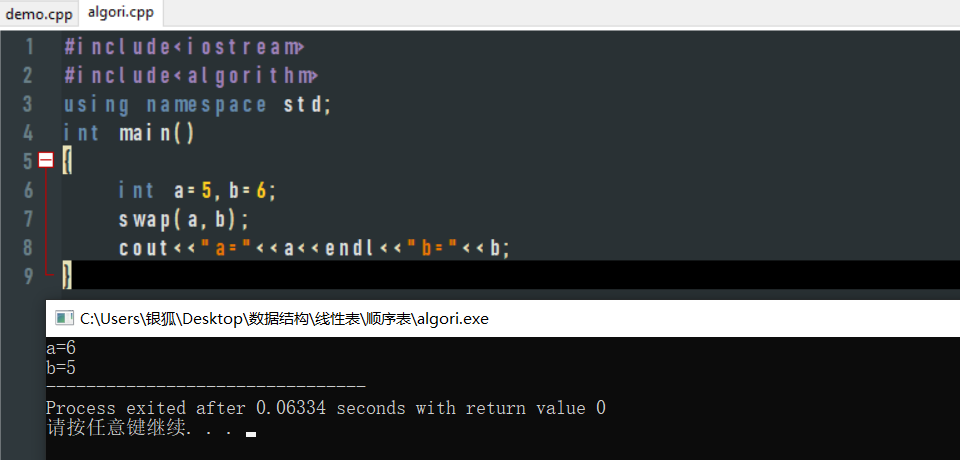 demo.cpp algori.cpp
1 #include<iostream>
2 #include<algorithm>
3 using namespace std;
4 int main()
5 {
6 int a=5,b=6;
7 swap(a,b);
8 cout<<"a="<<a<<endl<<"b="<<b;
9 }
C:\Users\银狐\Desktop\数据结构\线性表\顺序表\algori.exe
a=6
b=5
--------------------------------
Process exited after 0.06334 seconds with return value 0
请按任意键继续. . .